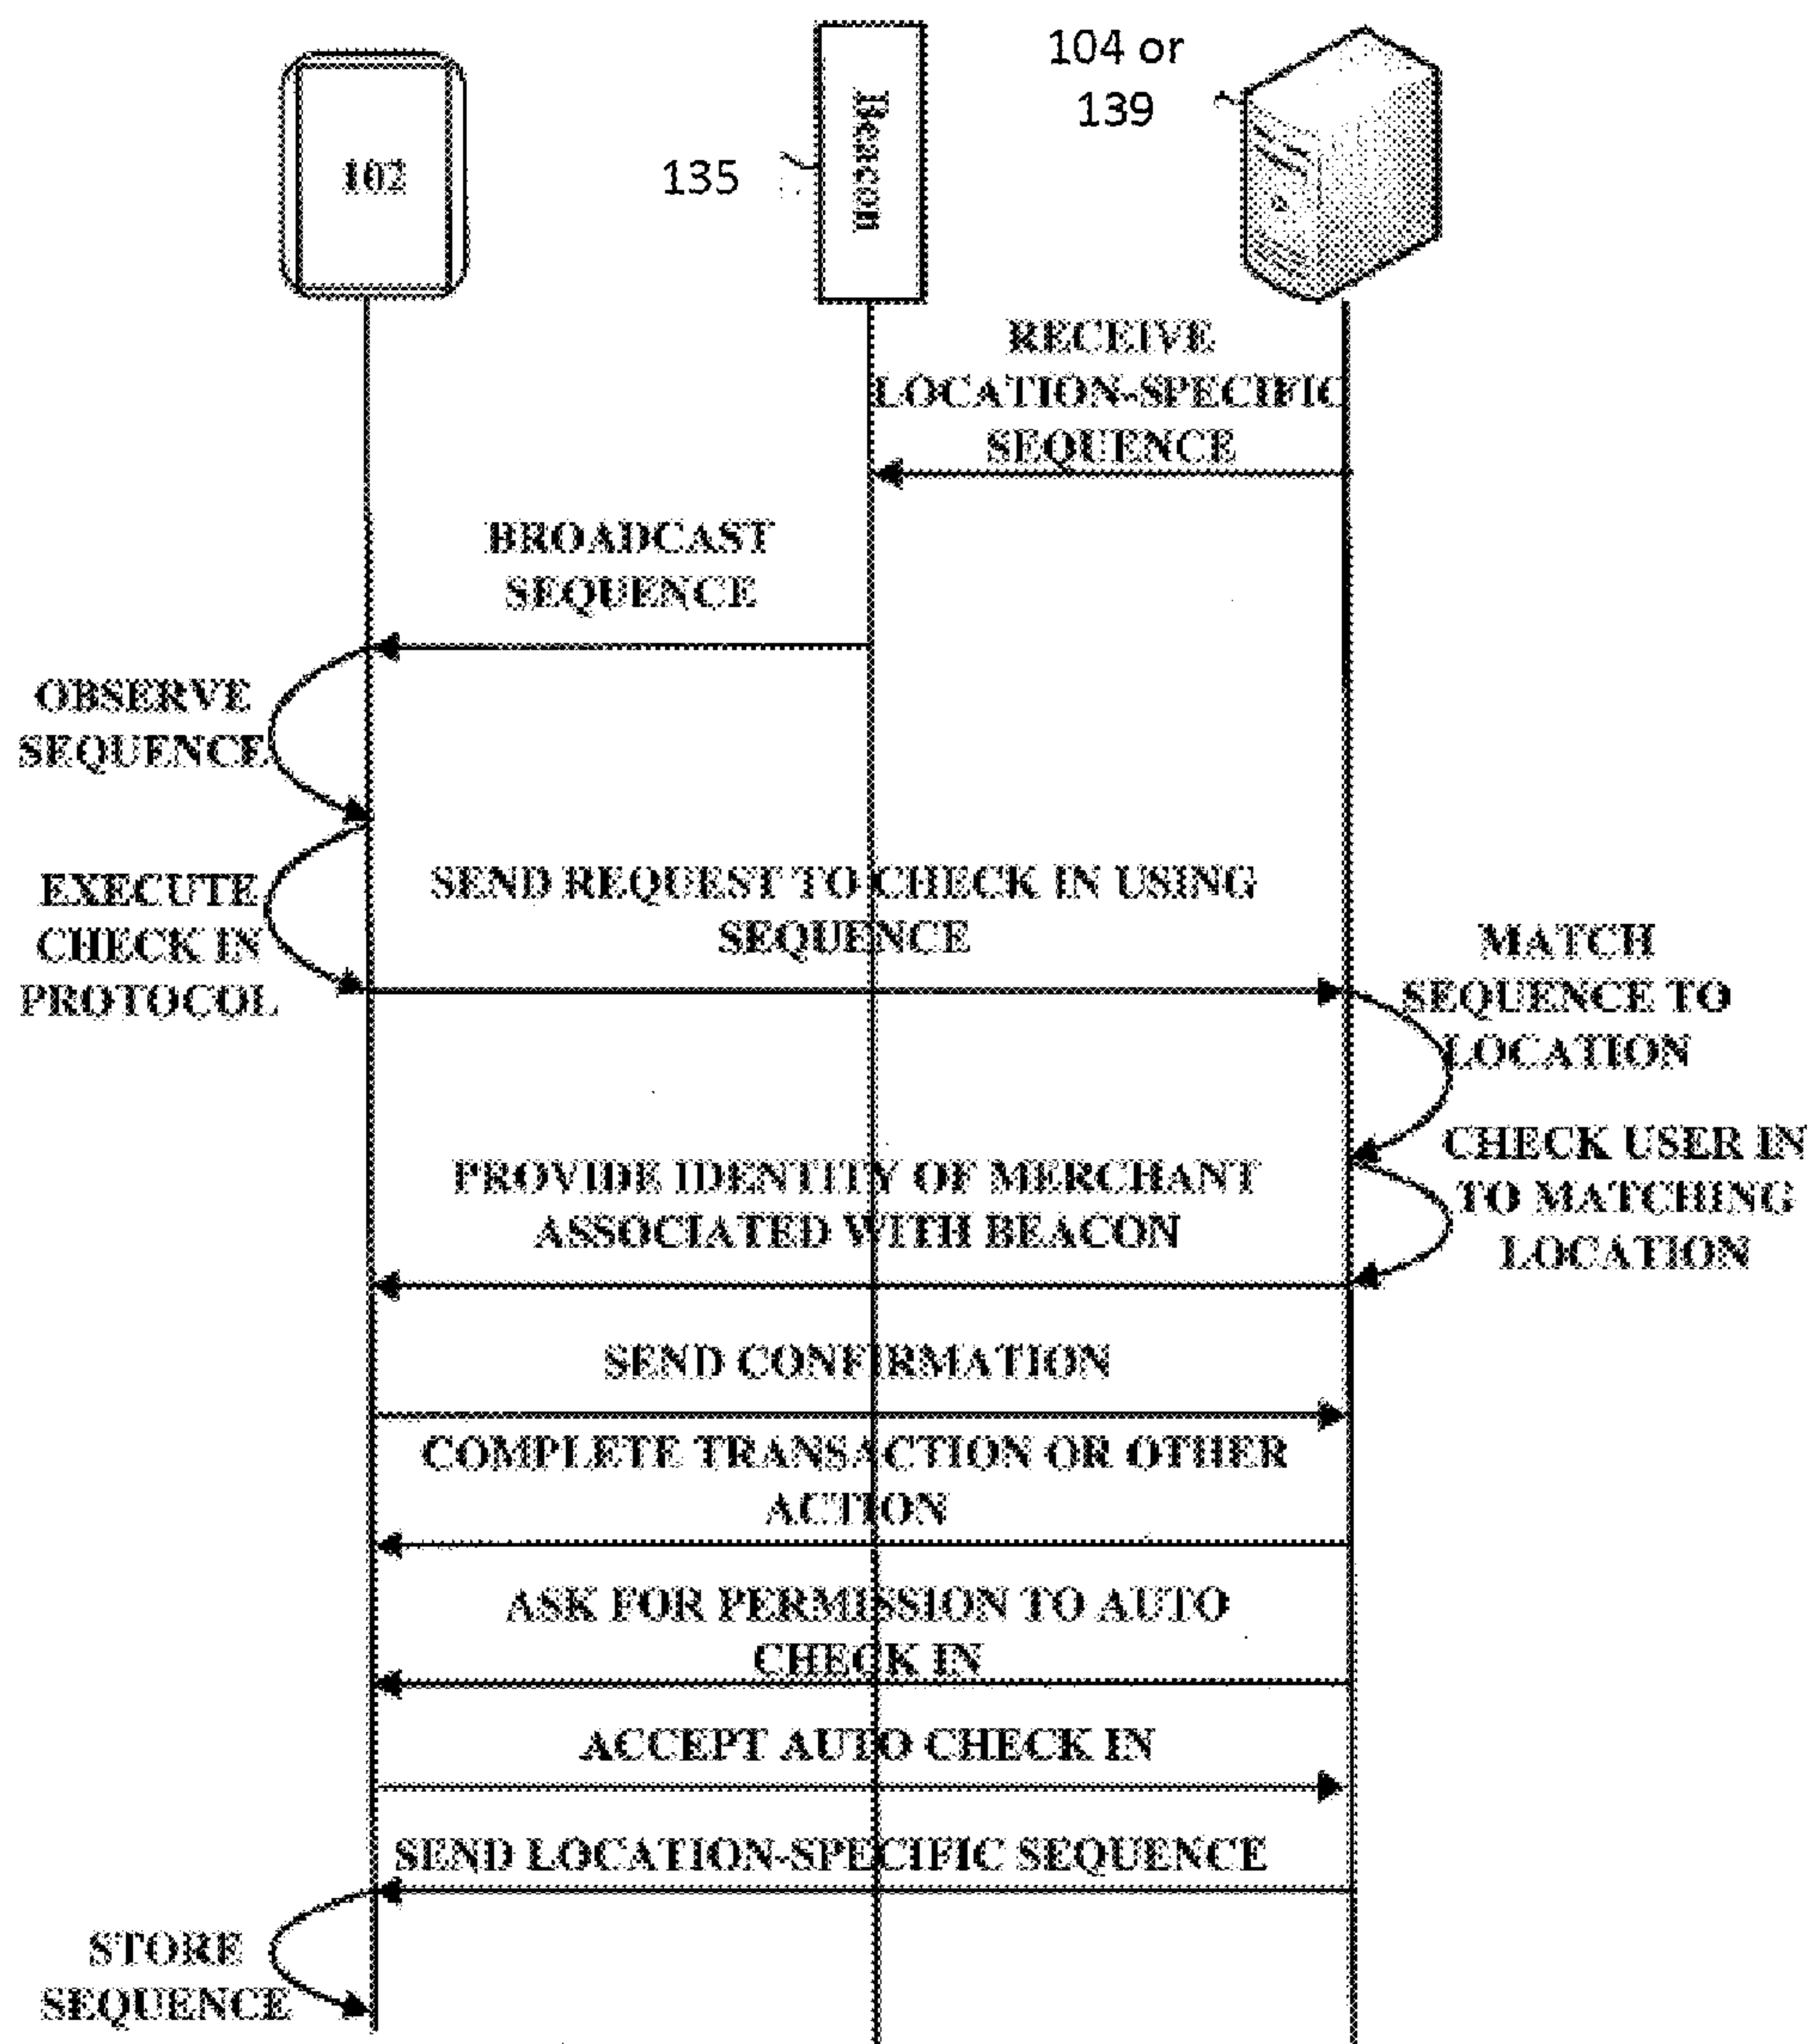 104 or
139
102
135
Beacon
RECEIVE
LOCATION-SPECIFIC
SEQUENCE
BROADCAST
SEQUENCE
OBSERVE
SEQUENCE
EXECUTE
CHECK IN
PROTOCOL
SEND REQUEST TO CHECK IN USING
SEQUENCE
MATCH
SEQUENCE TO
LOCATION
CHECK USER IN
TO MATCHING
LOCATION
PROVIDE IDENTITY OF MERCHANT
ASSOCIATED WITH BEACON
SEND CONFIRMATION
COMPLETE TRANSACTION OR OTHER
ACTION
ASK FOR PERMISSION TO AUTO
CHECK IN
ACCEPT AUTO CHECK IN
SEND LOCATION-SPECIFIC SEQUENCE
STORE
SEQUENCE